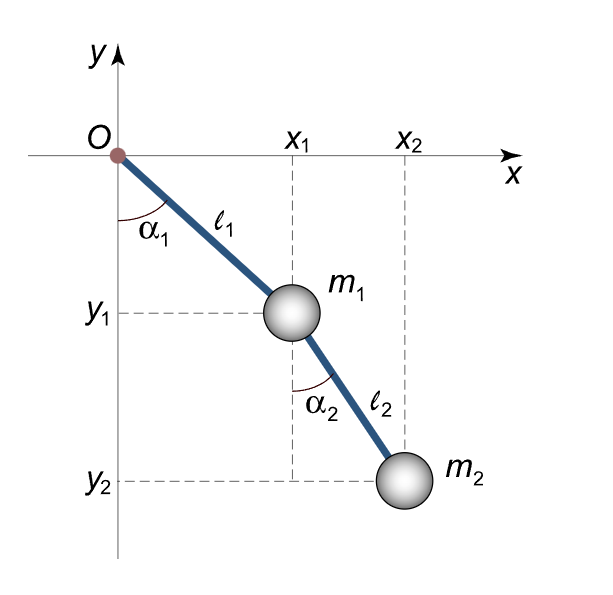 y
O x₁ x₂
x
α₁ ℓ₁
y₁ m₁
α₂ ℓ₂
y₂ m₂